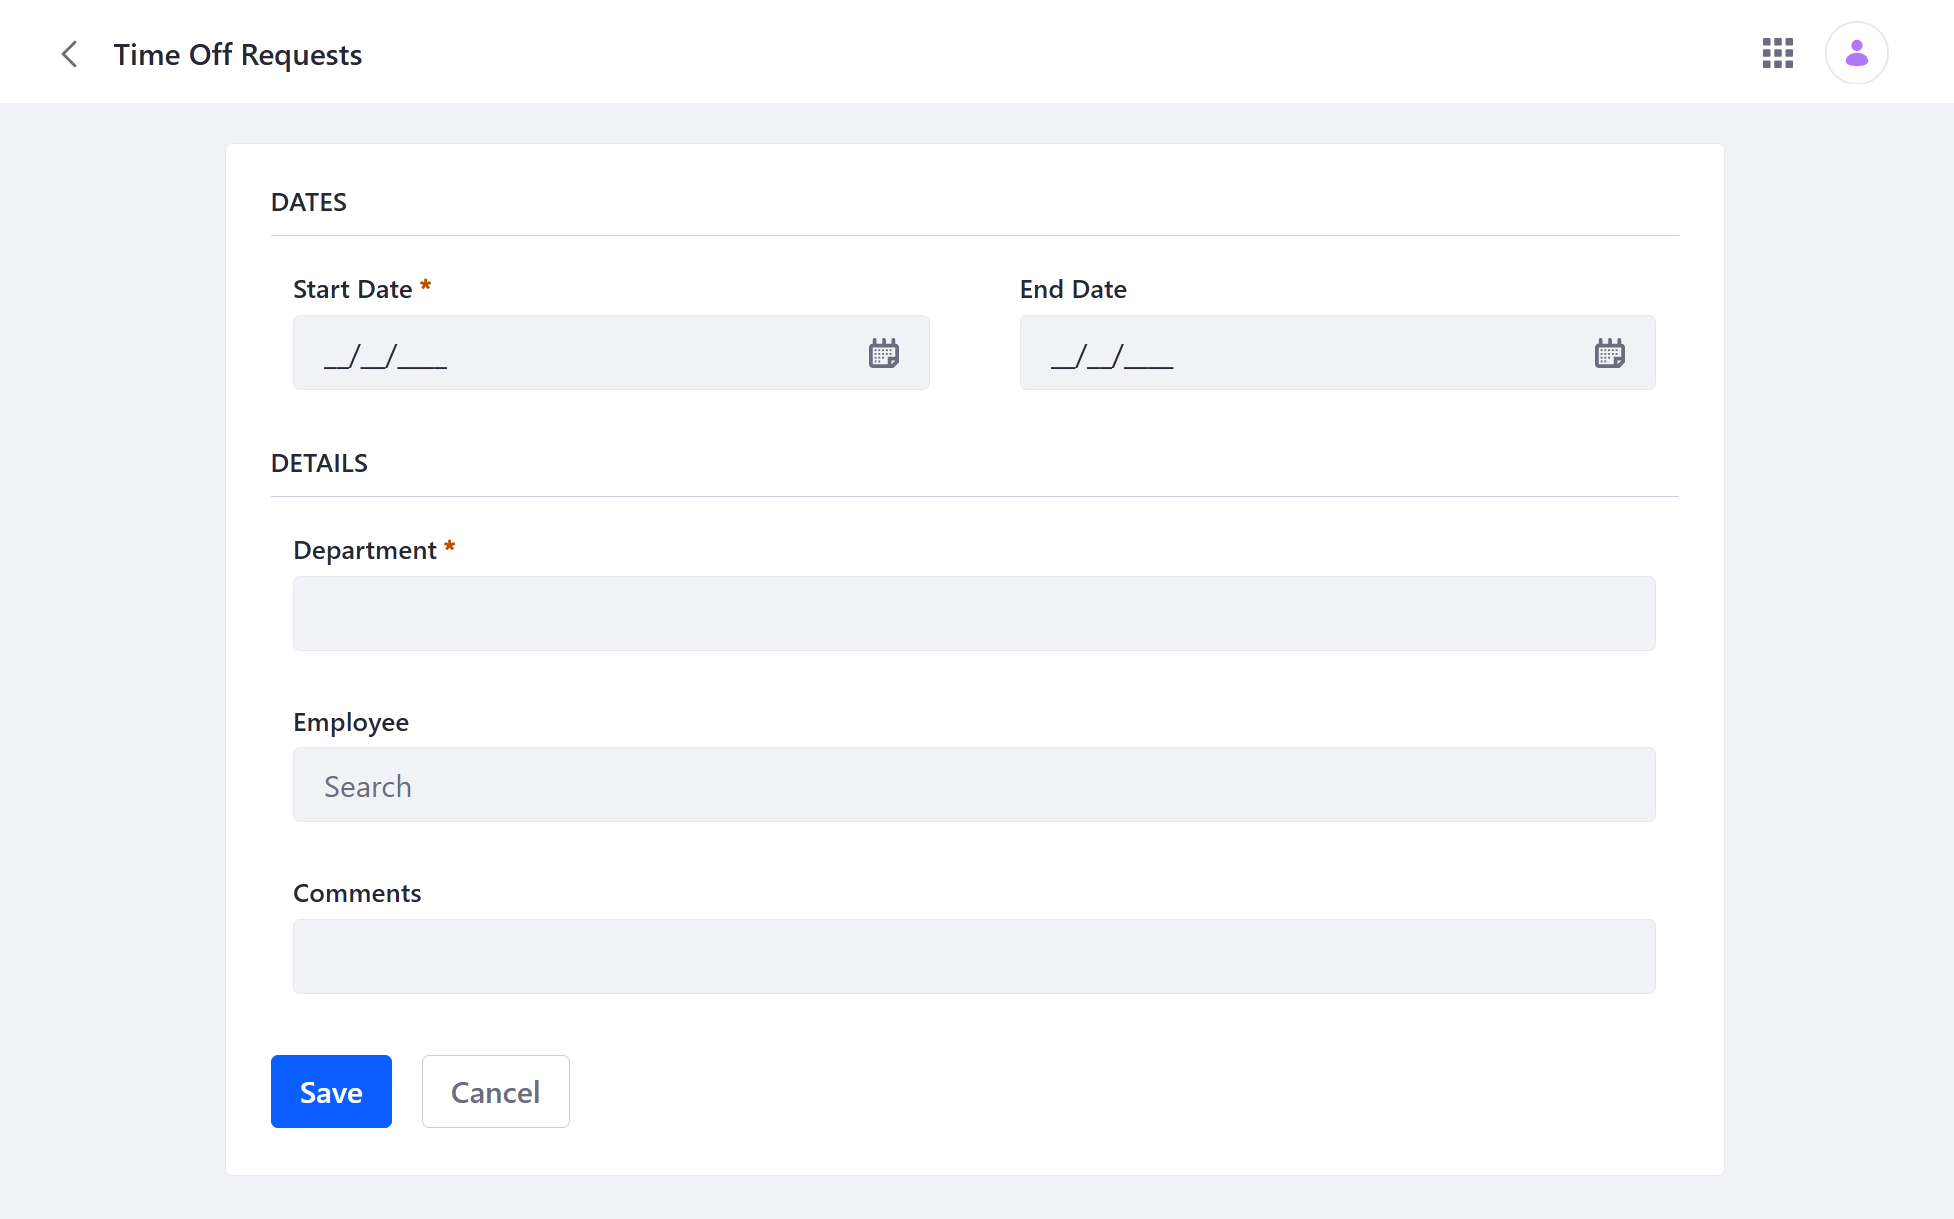 Time Off Requests
DATES
Start Date *
End Date
__/__/____
__/__/____
DETAILS
Department *
Employee
Search
Comments
Save
Cancel